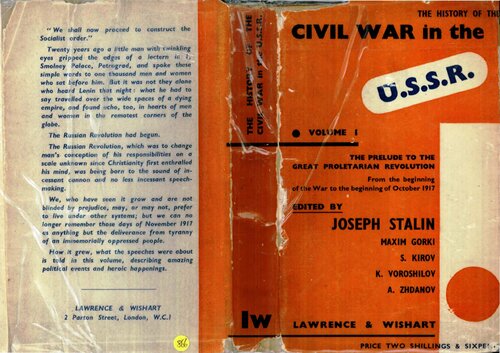 " We shall now proceed to construct the
Socialist order."
Twenty years ago a little man with twinkling
eyes gripped the edges of a lectern in
Smolney Palace, Petrograd, and spoke these
simple words to one thousand men and women
who sat before him. But it was not they alone
who heard Lenin that night: what he had to
say travelled over the wide spaces of a dying
empire, and found echo, too, in hearts of men
and women in the remotest corners of the
globe.
The Russian Revolution had begun.
The Russian Revolution, which was to change
man's conception of his responsibilities on a
scale unknown since Christianity first enthralled
his mind, was being born to the sound of in-
cessant cannon and no less incessant speech-
making.
We, who have seen it grow and are not
blinded by prejudice, may, or may not, prefer
to live under other systems; but we can no
longer remember those days of November 1917
as anything but the deliverance from tyranny
of an immemorially oppressed people.
How it grew, what the speeches were about
is told in this volume, describing amazing
political events and heroic happenings.
LAWRENCE & WISHART
2 Parton Street, London, W.C.1
566
THE HISTORY OF THE
CIVIL WAR in the U.S.S.R.
lw
THE HISTORY OF TH
CIVIL WAR in the
U.S.S.R.
VOLUME I
THE PRELUDE TO THE
GREAT PROLETARIAN REVOLUTION
From the beginning
of the War to the beginning of October 1917
EDITED BY
JOSEPH STALIN
MAXIM GORKI
S. KIROV
K. VOROSHILOV
A. ZHDANOV
LAWRENCE & WISHART
PRICE TWO SHILLINGS & SIXPE